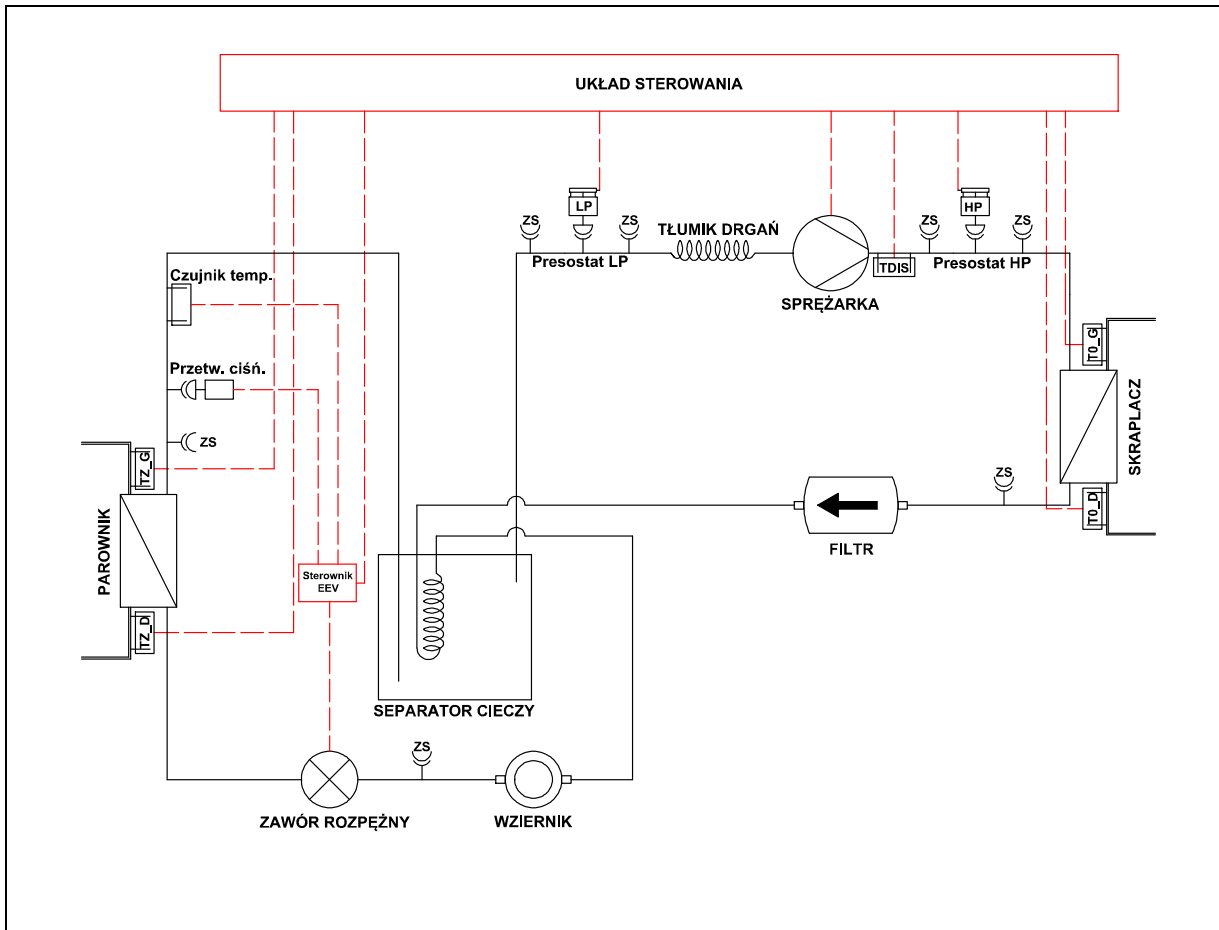 UKŁAD STEROWANIA
LP
HP
ZS
ZS
TŁUMIK DRGAŃ
ZS
ZS
Presostat LP
TDIS
Presostat HP
Czujnik temp.
SPRĘŻARKA
T0_G
Przetw. ciśn.
ZS
SKRAPLACZ
TZ_G
ZS
T0_D
PAROWNIK
FILTR
Sterownik
EEV
TZ_D
SEPARATOR CIECZY
ZS
ZAWÓR ROZPĘŻNY
WZIERNIK